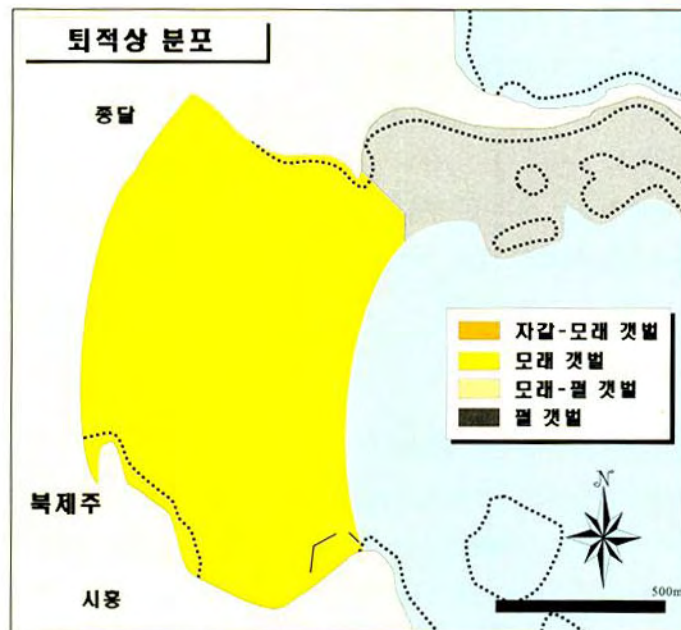 퇴적상 분포
종달
자갈-모래 갯벌
모래 갯벌
모래-펄 갯벌
펄 갯벌
북제주
N
시흥
500m